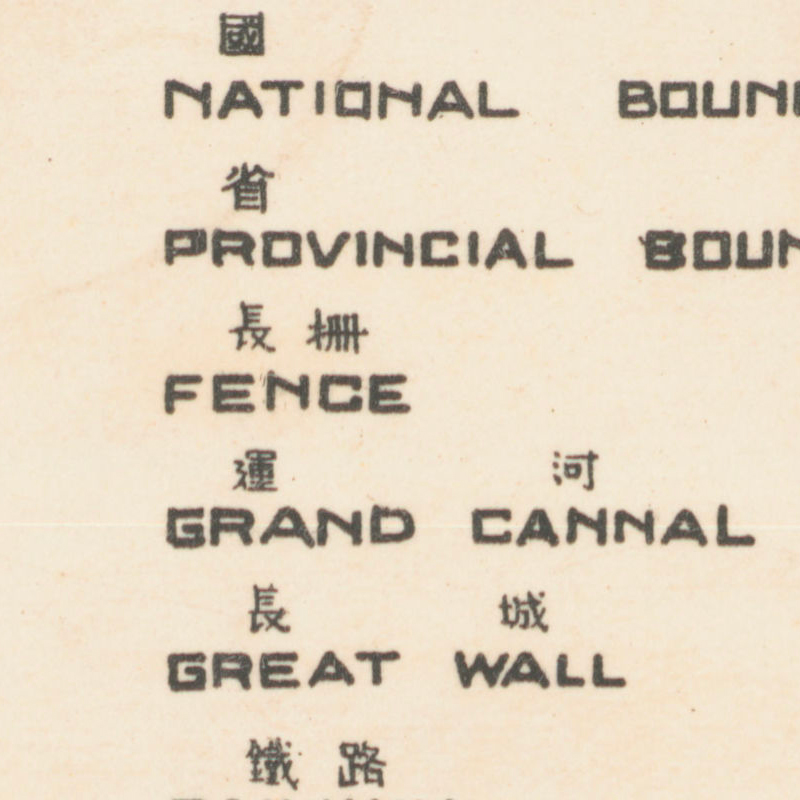 國
NATIONAL BOUN
省
PROVINCIAL BOUN
長 柵
FENCE
運 河
GRAND CANNAL
長 城
GREAT WALL
鐵 路